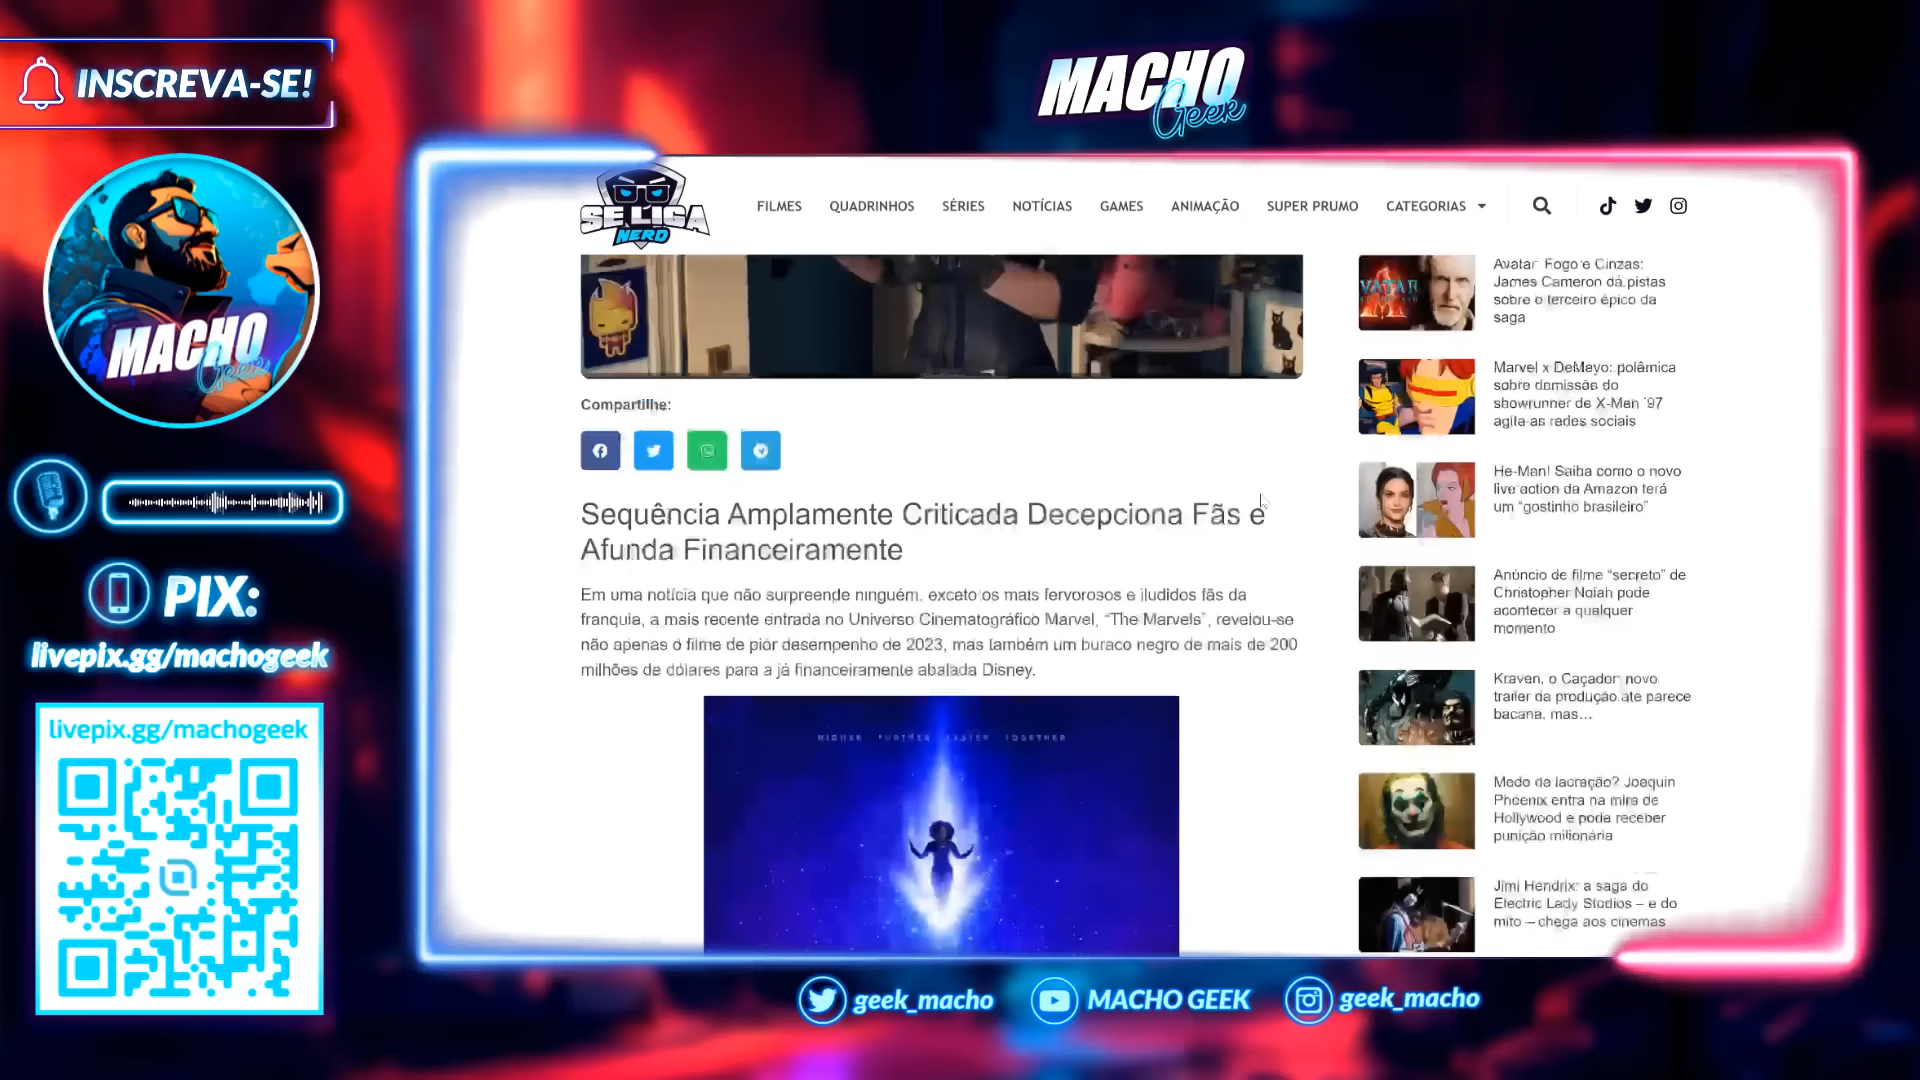 INSCREVA-SE!
MACHO
Geek
MACHO
Geek
PIX:
livepix.gg/machogeek
livepix.gg/machogeek
SE LIGA
NERD
FILMES
QUADRINHOS
SÉRIES
NOTÍCIAS
GAMES
ANIMAÇÃO
SUPER PRUMO
CATEGORIAS
Compartilhe:
Sequência Amplamente Criticada Decepciona Fãs e
Afunda Financeiramente
Em uma notícia que não surpreende ninguém, exceto os mais fervorosos e iludidos fãs da
franquia, a mais recente entrada no Universo Cinematográfico Marvel, “The Marvels”, revelou-se
não apenas o filme de pior desempenho de 2023, mas também um buraco negro de mais de 200
milhões de dólares para a já financeiramente abalada Disney.
HIGHER FURTHER FASTER TOGETHER
Avatar: Fogo e Cinzas:
James Cameron dá pistas
sobre o terceiro épico da
saga
Marvel x DeMayo: polêmica
sobre demissão do
showrunner de X-Men ’97
agita as redes sociais
He-Man! Saiba como o novo
live action da Amazon terá
um “gostinho brasileiro”
Anúncio de filme “secreto” de
Christopher Nolan pode
acontecer a qualquer
momento
Kraven, o Caçador: novo
trailer da produção até parece
bacana, mas…
Medo da lacração? Joaquin
Phoenix entra na mira de
Hollywood e pode receber
punição milionária
Jimi Hendrix: a saga do
Electric Lady Studios – e do
mito – chega aos cinemas
geek_macho
MACHO GEEK
geek_macho